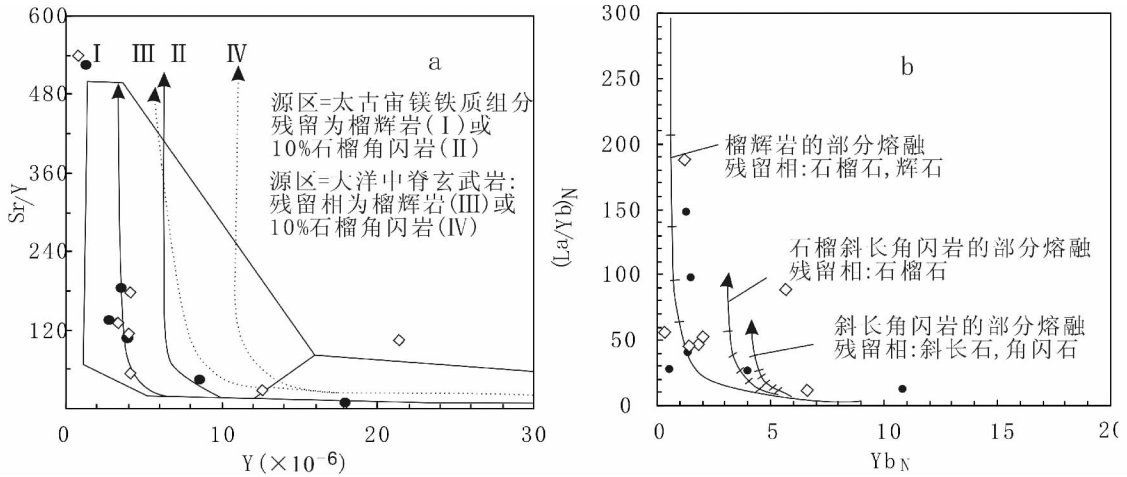 600
480
360
240
120
Sr/Y
0
10
20
30
Y(×10-6)
Ⅰ
Ⅲ
Ⅱ
Ⅳ
a
源区=太古宙镁铁质组分
残留为榴辉岩(Ⅰ)或
10%石榴角闪岩(Ⅱ)
源区=大洋中脊玄武岩:
残留相为榴辉岩(Ⅲ)或
10%石榴角闪岩(Ⅳ)
300
250
200
150
100
50
0
(La/Yb)N
0
5
10
15
20
YbN
b
榴辉岩的部分熔融
残留相:石榴石,辉石
石榴斜长角闪岩的部分熔融
残留相:石榴石
斜长角闪岩的部分熔融
残留相:斜长石,角闪石